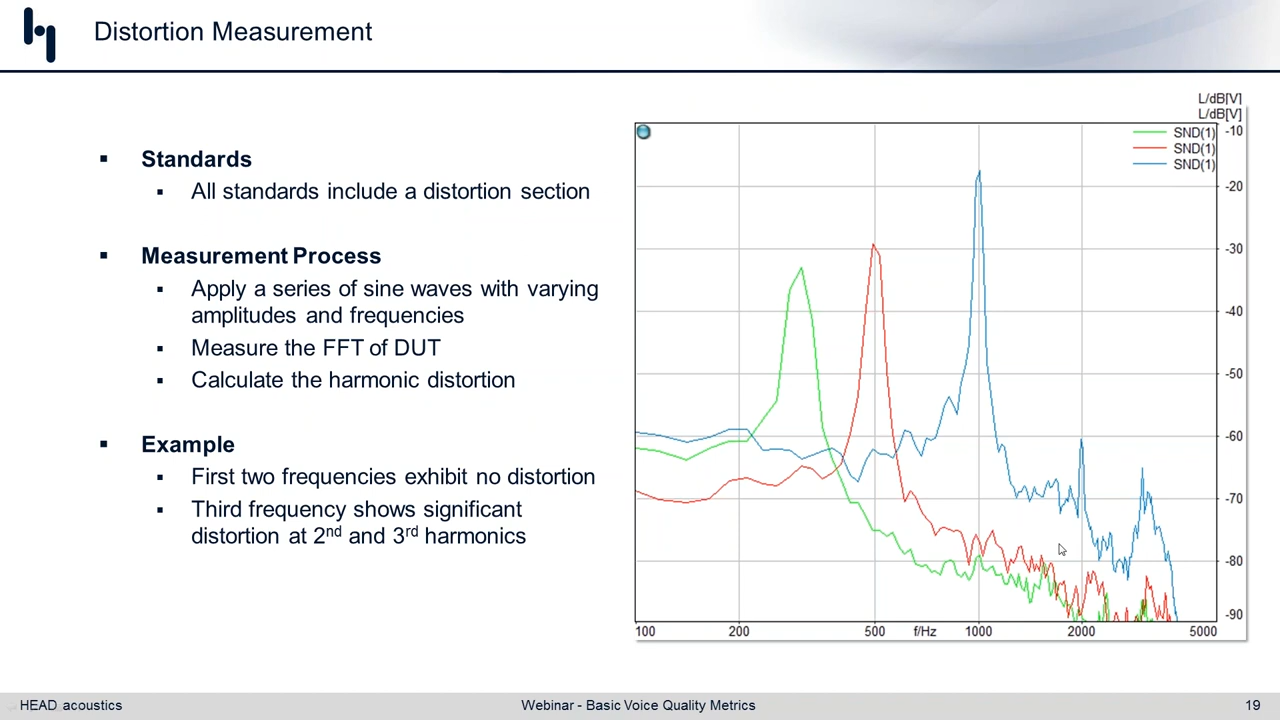 Distortion Measurement
Standards
All standards include a distortion section
Measurement Process
Apply a series of sine waves with varying
amplitudes and frequencies
Measure the FFT of DUT
Calculate the harmonic distortion
Example
First two frequencies exhibit no distortion
Third frequency shows significant
distortion at 2nd and 3rd harmonics
L/dB[V]
L/dB[V]
SND(1)
SND(1)
SND(1)
-10
-20
-30
-40
-50
-60
-70
-80
-90
100 200 500 f/Hz 1000 2000 5000
HEAD acoustics Webinar - Basic Voice Quality Metrics 19